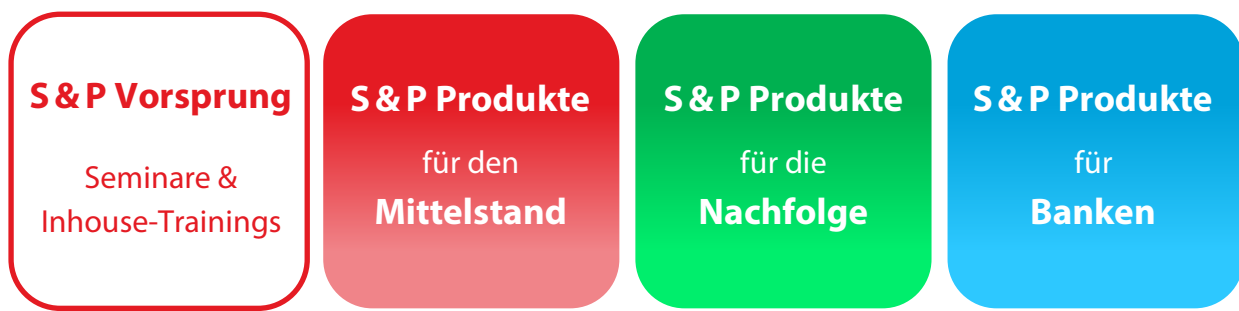 S & P Vorsprung
Seminare &
Inhouse-Trainings
S & P Produkte
für den
Mittelstand
S & P Produkte
für die
Nachfolge
S & P Produkte
für
Banken